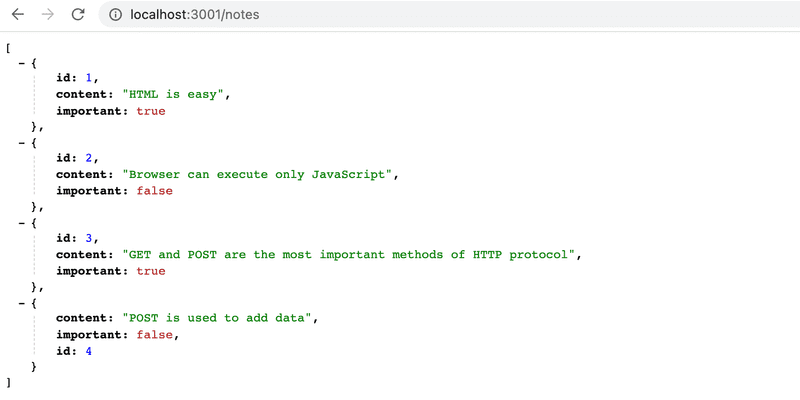 localhost:3001/notes
[
- {
id: 1,
content: "HTML is easy",
important: true
},
- {
id: 2,
content: "Browser can execute only JavaScript",
important: false
},
- {
id: 3,
content: "GET and POST are the most important methods of HTTP protocol",
important: true
},
- {
content: "POST is used to add data",
important: false,
id: 4
}
]